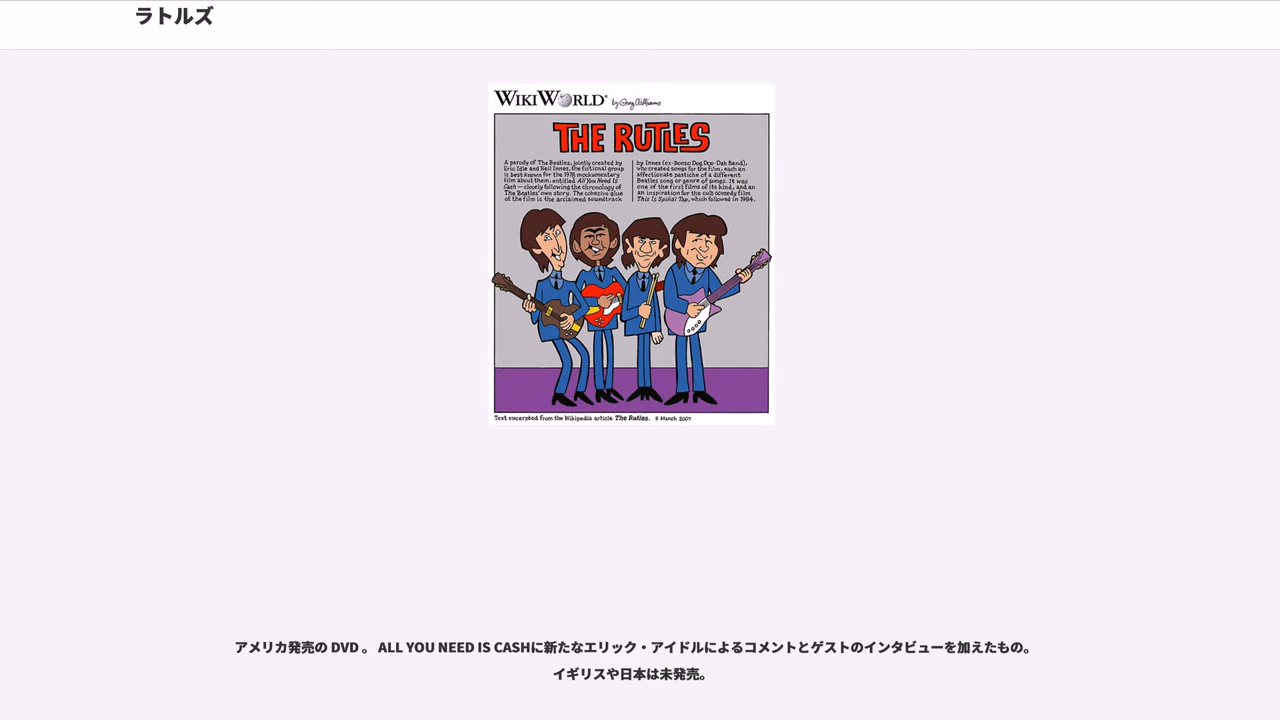 ラトルズ
WIKIWORLD® by Greg Williams
THE RUTLES
A parody of The Beatles, jointly created by
Eric Idle and Neil Innes, the fictional group
is best known for the 1978 mockumentary
film about them, entitled All You Need Is
Cash — closely following the chronology of
The Beatles' own story. The cohesive glue
of the film is the acclaimed soundtrack
by Innes (ex-Bonzo Dog Doo-Dah Band),
who created songs for the film, each an
affectionate pastiche of a different
Beatles song or genre of songs. It was
one of the first films of its kind, and an
an inspiration for the cult comedy film
This Is Spinal Tap, which followed in 1984.
Text excerpted from the Wikipedia article The Rutles. 5 March 2007
アメリカ発売の DVD 。 ALL YOU NEED IS CASHに新たなエリック・アイドルによるコメントとゲストのインタビューを加えたもの。
イギリスや日本は未発売。